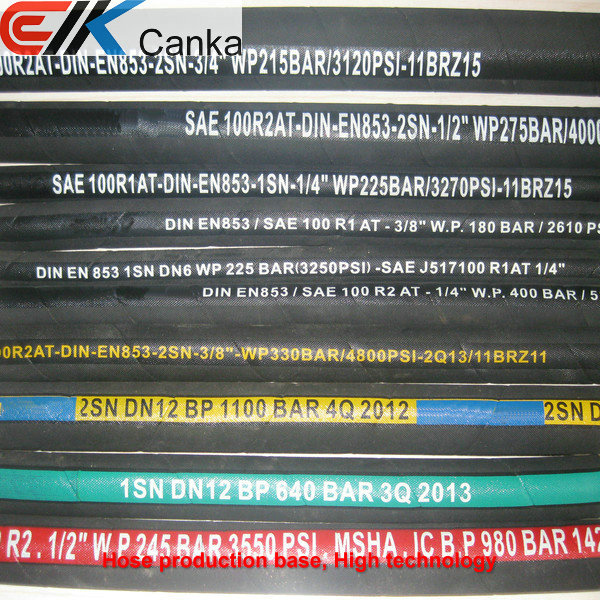 EK Canka
00R2AT-DIN-EN853-2SN-3/4" WP215BAR/3120PSI-11BRZ15
SAE 100R2AT-DIN-EN853-2SN-1/2" WP275BAR/4000
SAE 100R1AT-DIN-EN853-1SN-1/4" WP225BAR/3270PSI-11BRZ15
DIN EN853 / SAE 100 R1 AT - 3/8" W.P. 180 BAR / 2610 PS
DIN EN 853 1SN DN6 WP 225 BAR(3250PSI) -SAE J517100 R1AT 1/4"
DIN EN853 / SAE 100 R2 AT - 1/4" W.P. 400 BAR / 5
00R2AT-DIN-EN853-2SN-3/8"-WP330BAR/4800PSI-2Q13/11BRZ11
2SN DN12 BP 1100 BAR 4Q 2012 2SN D
1SN DN12 BP 640 BAR 3Q 2013
P R2 . 1/2" W.P. 245 BAR 3550 PSI, MSHA IC B.P 980 BAR 142
Hose production base, High technology